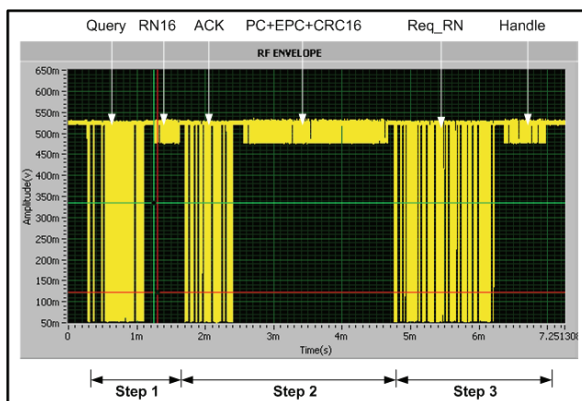 Query RN16 ACK PC+EPC+CRC16 Req_RN Handle
RF ENVELOPE
650m
600m
550m
500m
450m
400m
350m
300m
250m
200m
150m
100m
50m
Amplitude(v)
0 1m 2m 3m 4m 5m 6m 7.251308
Time(s)
Step 1 Step 2 Step 3